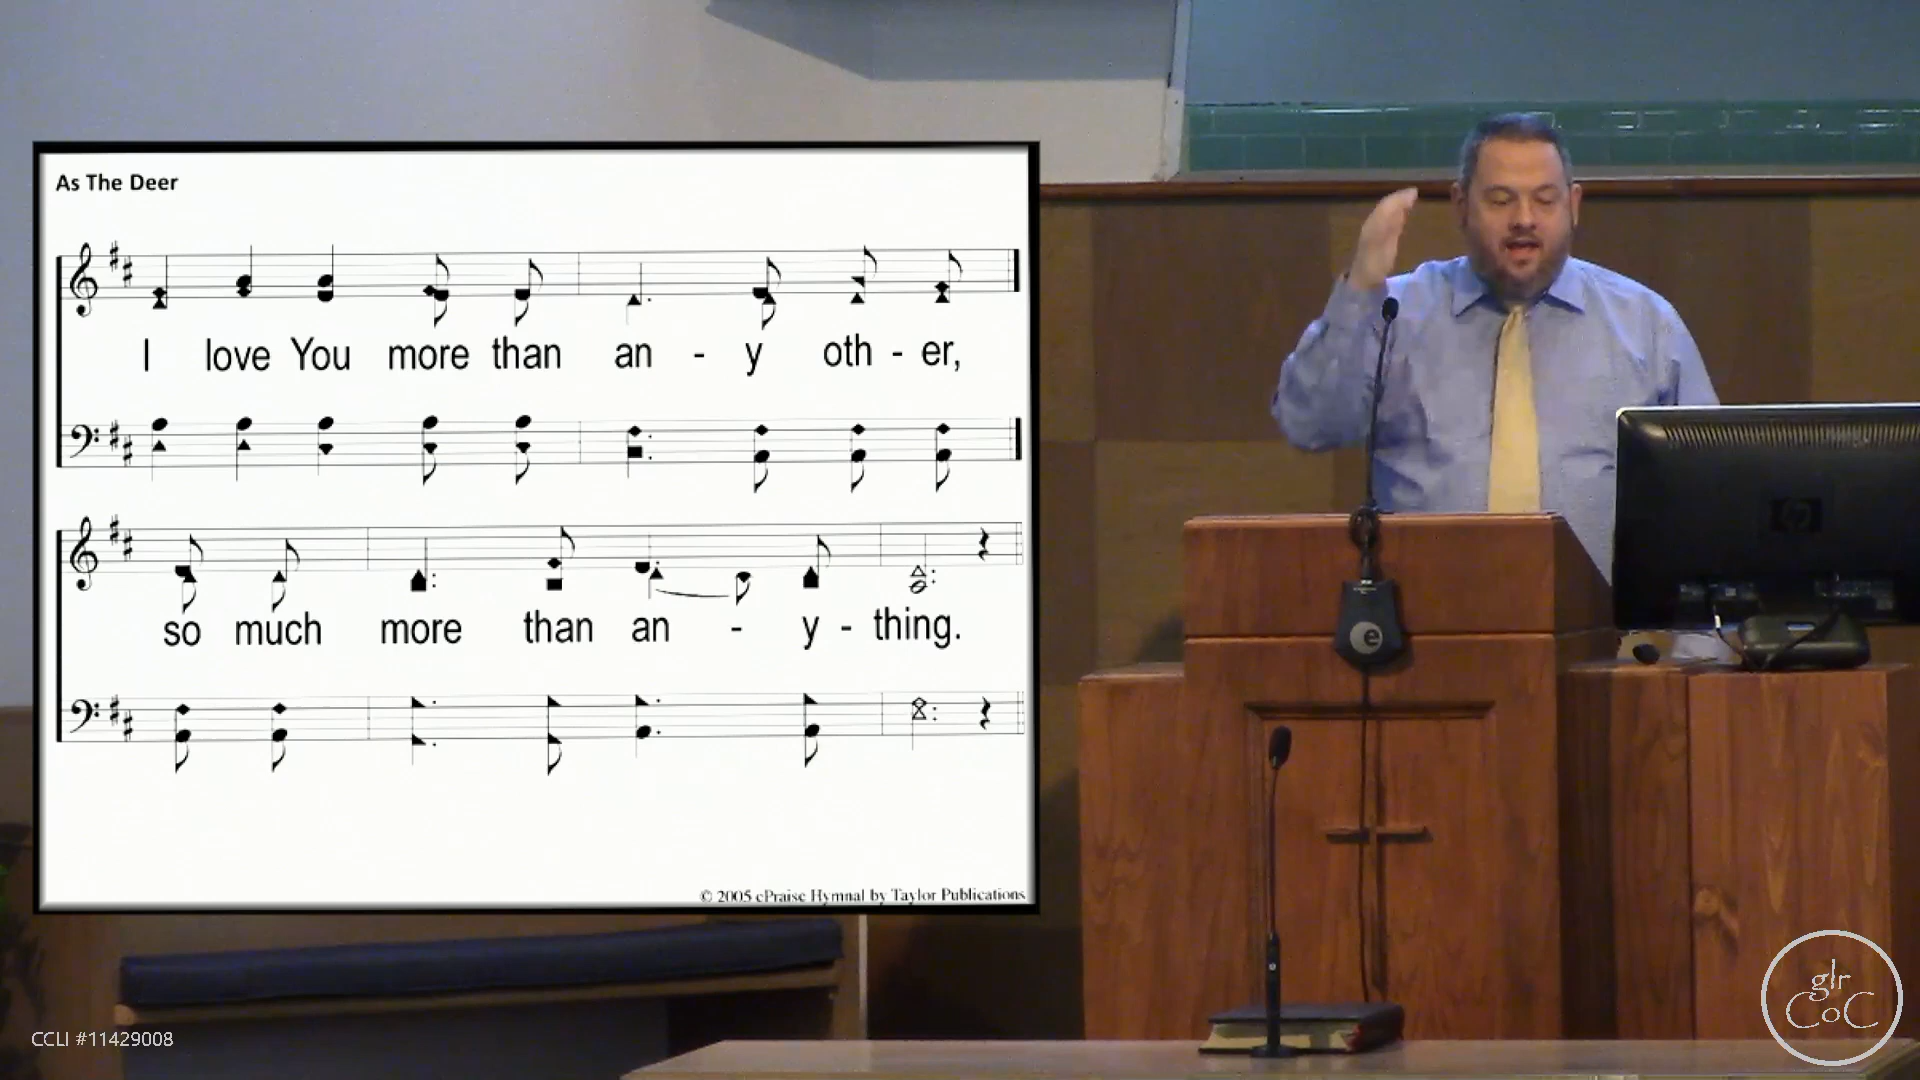 As The Deer
I love You more than an - y oth - er,
so much more than an - y - thing.
© 2005 ePraise Hymnal by Taylor Publications
hp
e
CCLI #11429008
glr
CoC